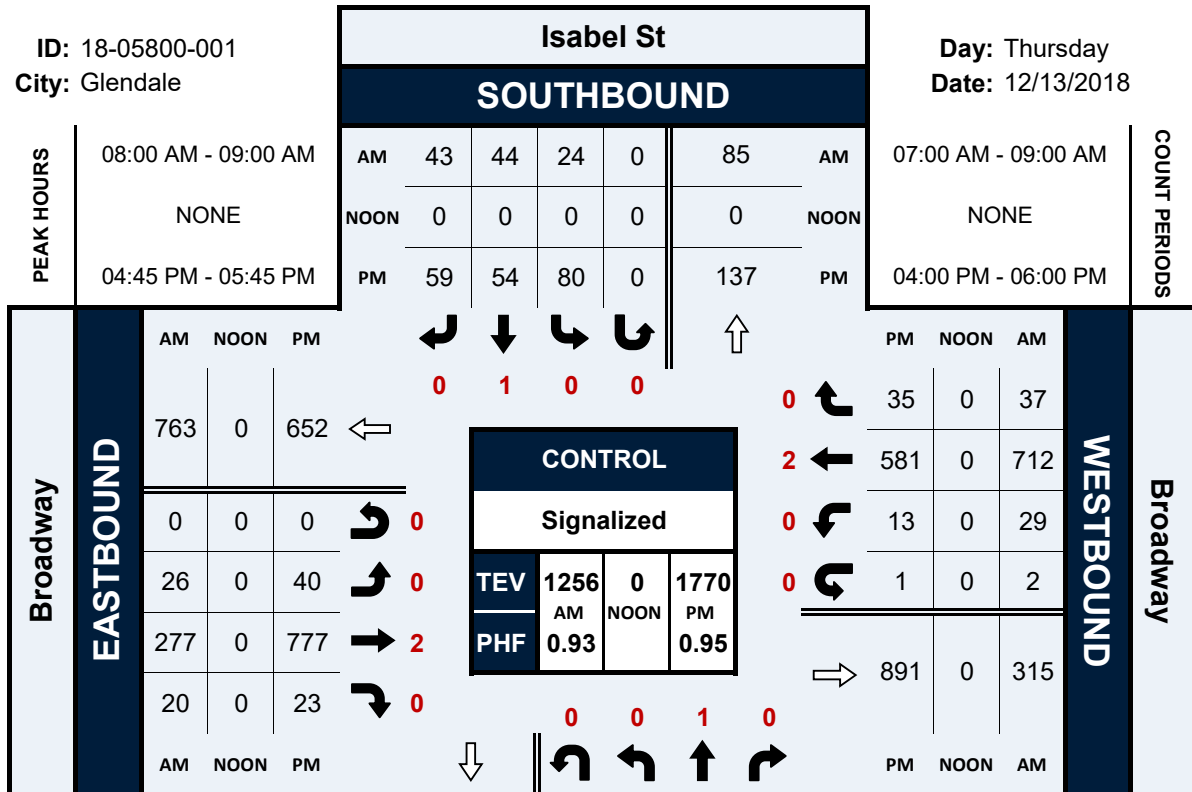 Isabel St
ID: 18-05800-001
Day: Thursday
City: Glendale
Date: 12/13/2018
SOUTHBOUND
PEAK HOURS
08:00 AM - 09:00 AM
NONE
04:45 PM - 05:45 PM
AM 43 44 24 0 85 AM
NOON 0 0 0 0 0 NOON
PM 59 54 80 0 137 PM
07:00 AM - 09:00 AM
NONE
04:00 PM - 06:00 PM
COUNT PERIODS
0 1 0 0
Broadway
EASTBOUND
AM NOON PM
763 0 652
0 0 0 0
26 0 40 0
277 0 777 2
20 0 23 0
AM NOON PM
CONTROL
Signalized
TEV 1256 0 1770
AM NOON PM
PHF 0.93 0.95
PM NOON AM
0 35 0 37
2 581 0 712
0 13 0 29
0 1 0 2
891 0 315
PM NOON AM
WESTBOUND
Broadway
0 0 1 0